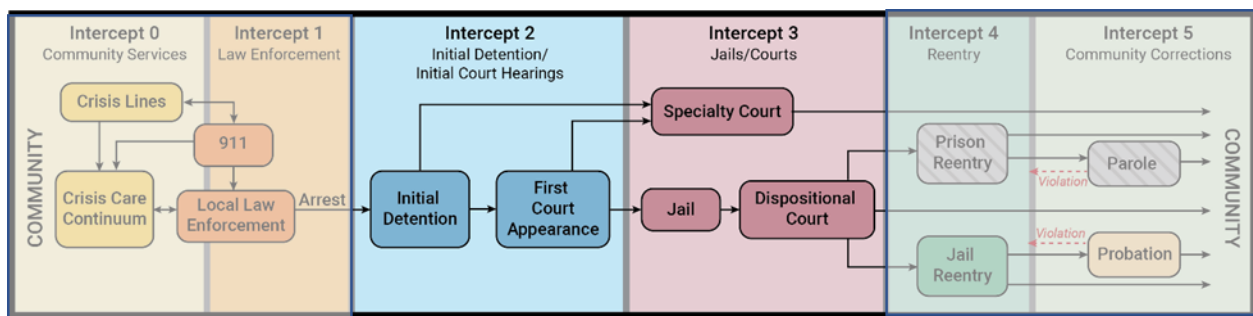 Intercept 0
Community Services
Intercept 1
Law Enforcement
Intercept 2
Initial Detention/
Initial Court Hearings
Intercept 3
Jails/Courts
Intercept 4
Reentry
Intercept 5
Community Corrections
COMMUNITY
Crisis Lines
911
Crisis Care
Continuum
Local Law
Enforcement
Arrest
Initial
Detention
First
Court
Appearance
Specialty Court
Jail
Dispositional
Court
Prison
Reentry
Parole
Violation
Jail
Reentry
Violation
Probation
COMMUNITY